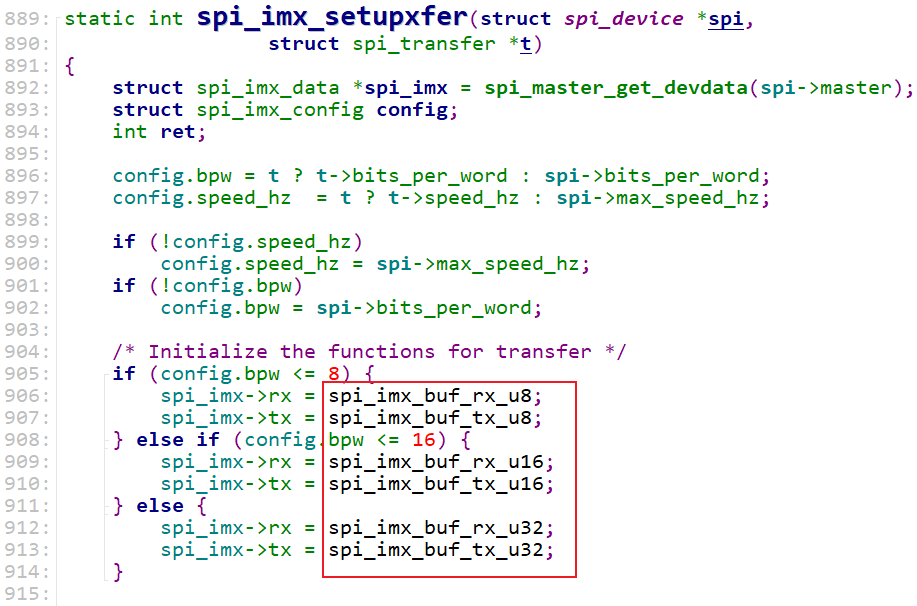 889: static int spi_imx_setupxfer(struct spi_device *spi,
890:                  struct spi_transfer *t)
891: {
892:     struct spi_imx_data *spi_imx = spi_master_get_devdata(spi->master);
893:     struct spi_imx_config config;
894:     int ret;
895:
896:     config.bpw = t ? t->bits_per_word : spi->bits_per_word;
897:     config.speed_hz  = t ? t->speed_hz : spi->max_speed_hz;
898:
899:     if (!config.speed_hz)
900:         config.speed_hz = spi->max_speed_hz;
901:     if (!config.bpw)
902:         config.bpw = spi->bits_per_word;
903:
904:     /* Initialize the functions for transfer */
905:     if (config.bpw <= 8) {
906:         spi_imx->rx = spi_imx_buf_rx_u8;
907:         spi_imx->tx = spi_imx_buf_tx_u8;
908:     } else if (config.bpw <= 16) {
909:         spi_imx->rx = spi_imx_buf_rx_u16;
910:         spi_imx->tx = spi_imx_buf_tx_u16;
911:     } else {
912:         spi_imx->rx = spi_imx_buf_rx_u32;
913:         spi_imx->tx = spi_imx_buf_tx_u32;
914:     }
915: